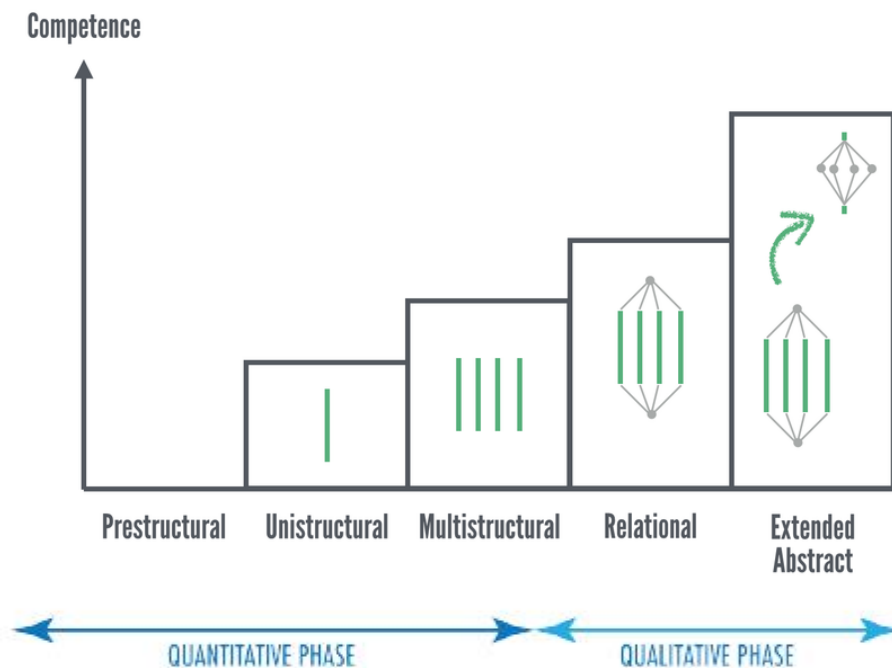 Competence
Prestructural
Unistructural
Multistructural
Relational
Extended
Abstract
QUANTITATIVE PHASE
QUALITATIVE PHASE